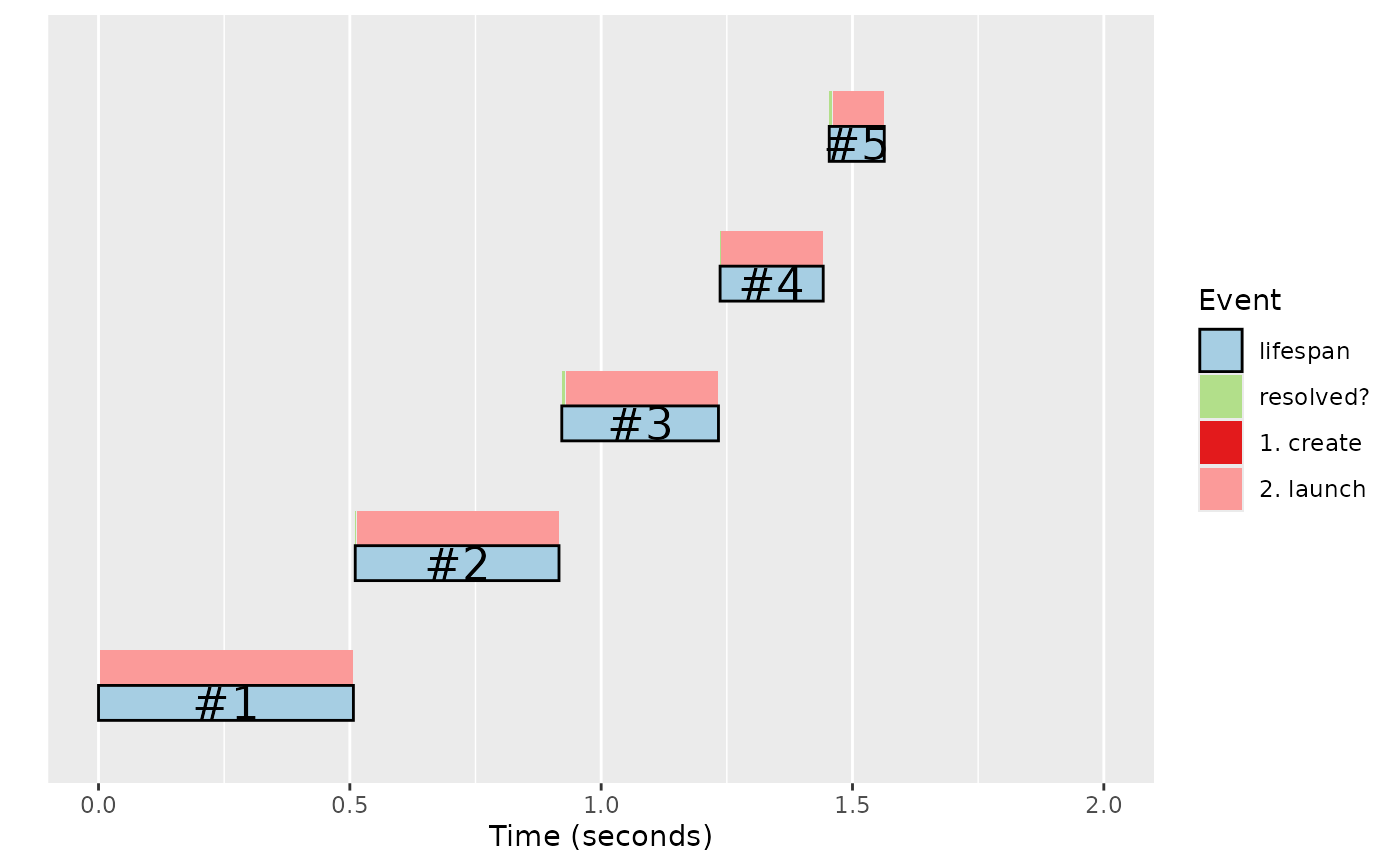 #5
#4
#3
#2
#1
0.0 0.5 1.0 1.5 2.0
Time (seconds)
Event
lifespan
resolved?
1. create
2. launch